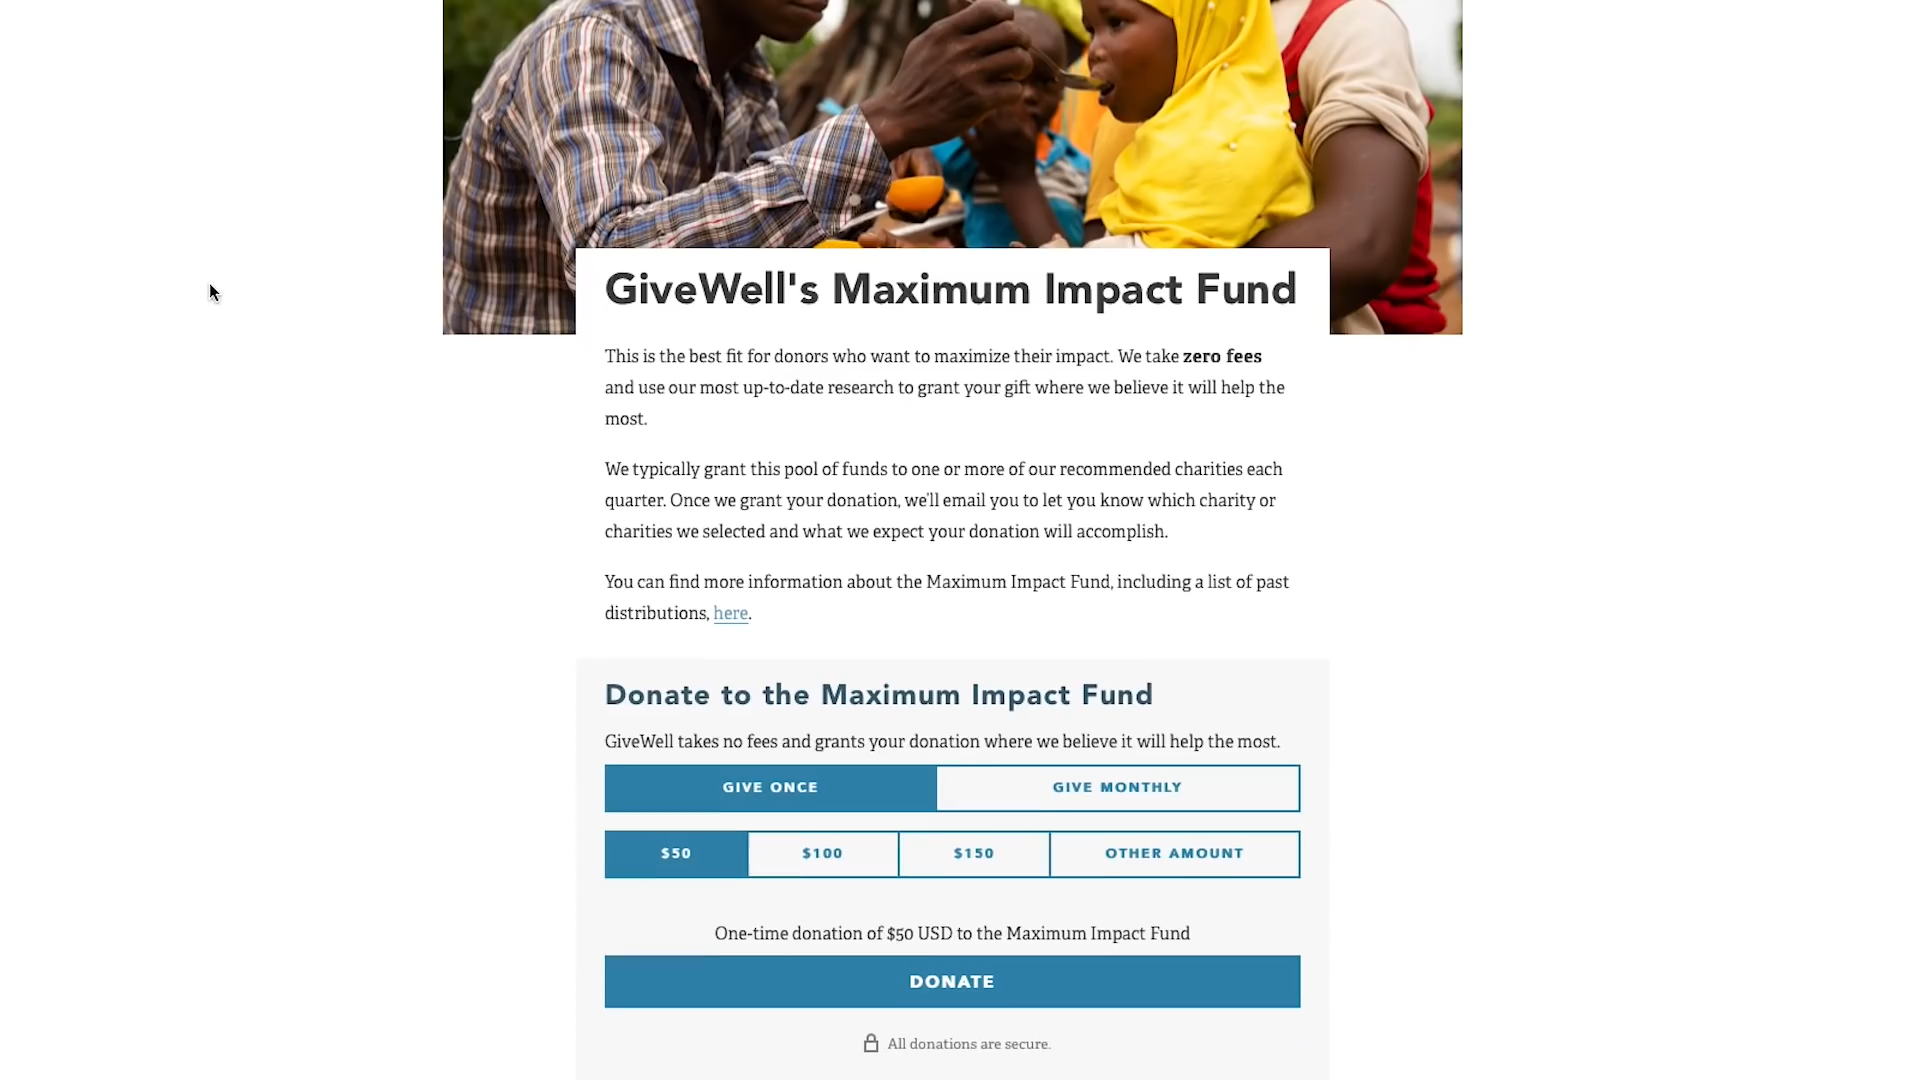 GiveWell's Maximum Impact Fund
This is the best fit for donors who want to maximize their impact. We take zero fees
and use our most up-to-date research to grant your gift where we believe it will help the
most.
We typically grant this pool of funds to one or more of our recommended charities each
quarter. Once we grant your donation, we'll email you to let you know which charity or
charities we selected and what we expect your donation will accomplish.
You can find more information about the Maximum Impact Fund, including a list of past
distributions, here.
Donate to the Maximum Impact Fund
GiveWell takes no fees and grants your donation where we believe it will help the most.
GIVE ONCE GIVE MONTHLY
$50 $100 $150 OTHER AMOUNT
One-time donation of $50 USD to the Maximum Impact Fund
DONATE
All donations are secure.